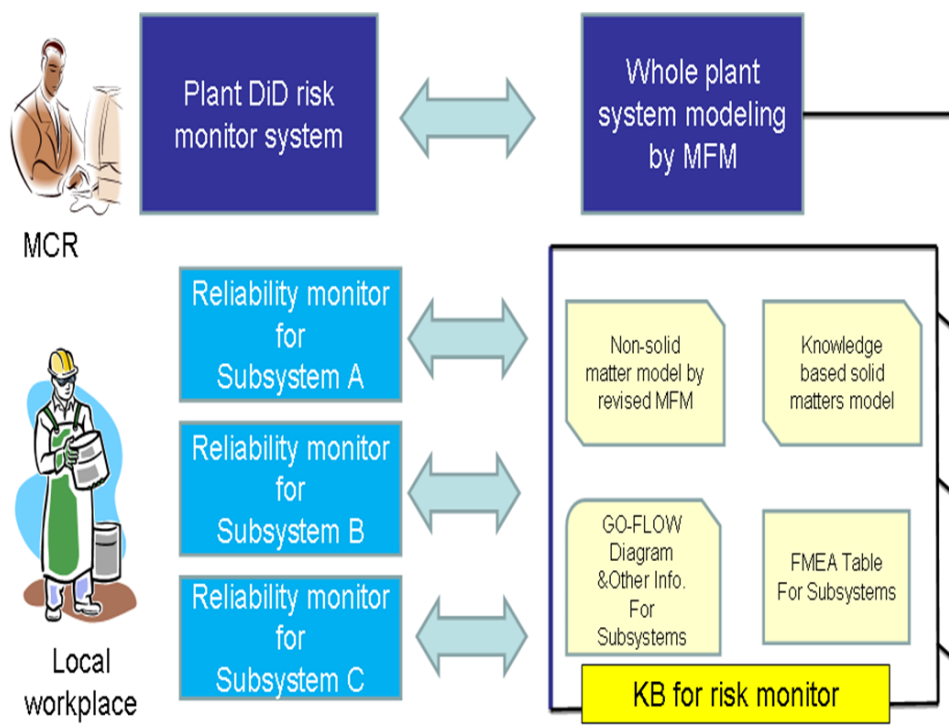 Plant DiD risk
monitor system
Whole plant
system modeling
by MFM
MCR
Reliability monitor
for
Subsystem A
Non-solid
matter model by
revised MFM
Knowledge
based solid
matters model
Reliability monitor
for
Subsystem B
GO-FLOW
Diagram
&Other Info.
For
Subsystems
FMEA Table
For Subsystems
Reliability monitor
for
Subsystem C
Local
workplace
KB for risk monitor